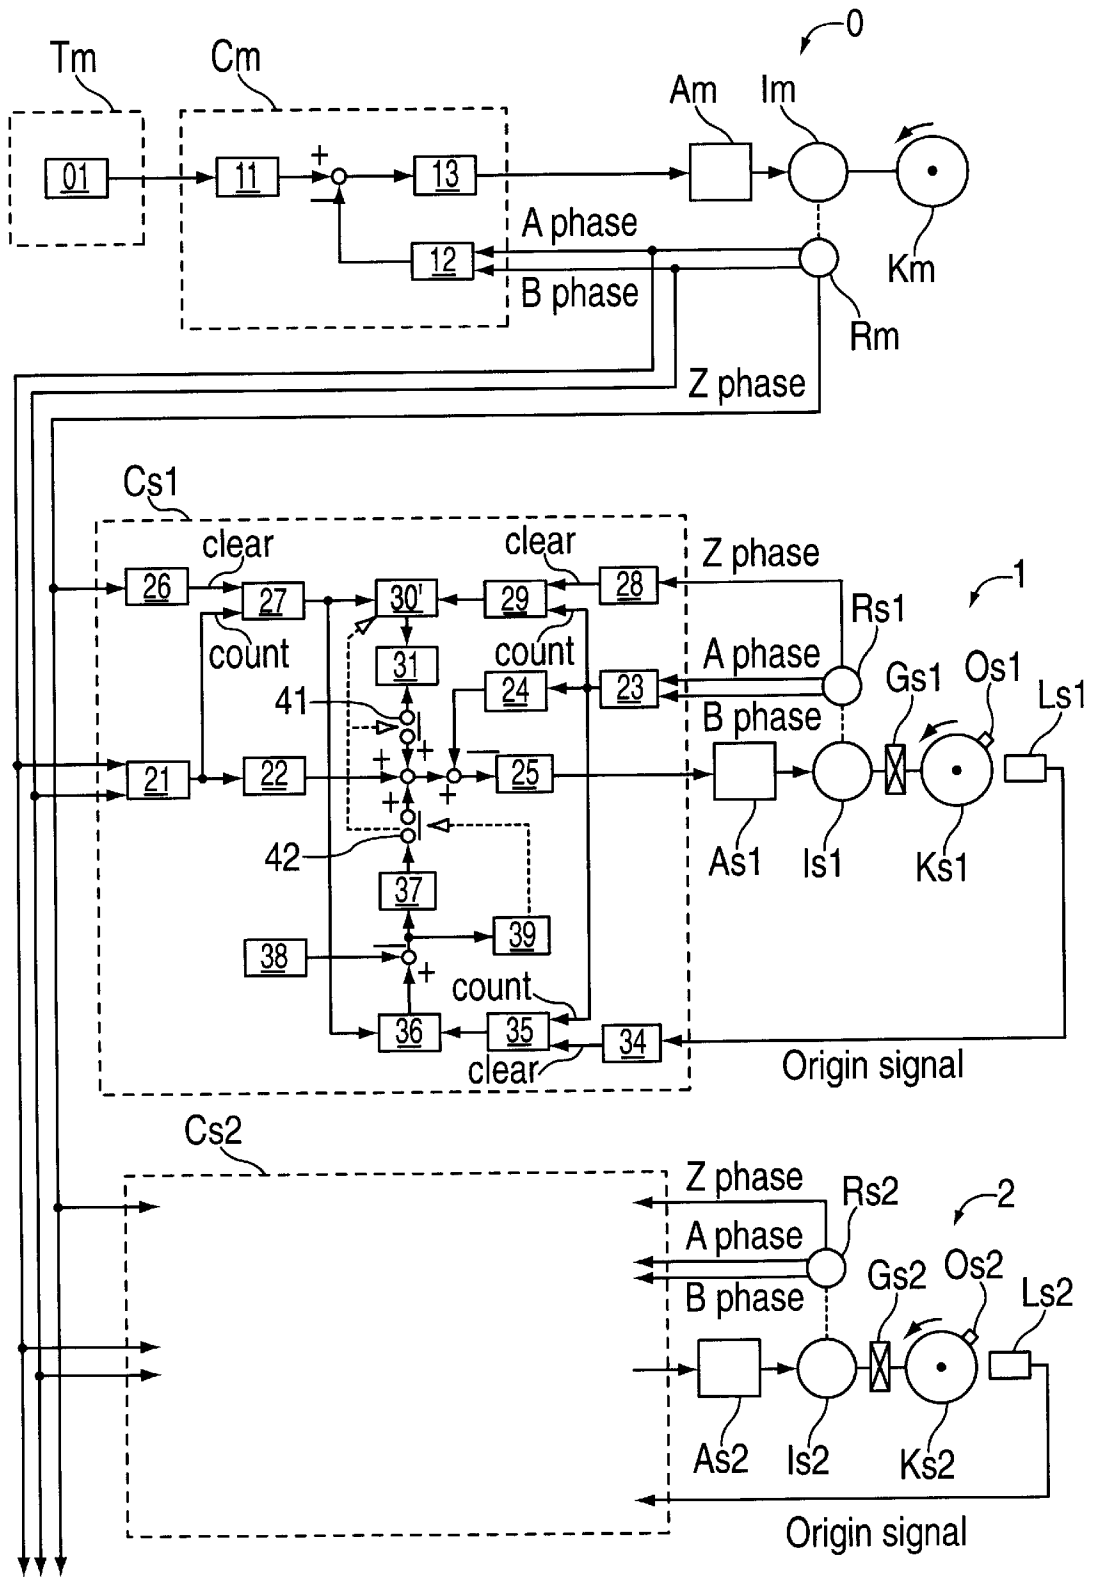 0
Tm
Cm
Am
Im
01
11
+
−
13
A phase
12
B phase
Km
Rm
Z phase
Cs1
clear
clear
Z phase
26
27
30'
29
28
1
count
count
Rs1
31
A phase
Gs1
Os1
Ls1
24
23
41
B phase
+
+
−
21
22
25
+
+
42
As1
Is1
Ks1
37
39
38
−
+
count
36
35
34
clear
Origin signal
Cs2
Z phase
Rs2
2
A phase
Gs2
Os2
Ls2
B phase
As2
Is2
Ks2
Origin signal